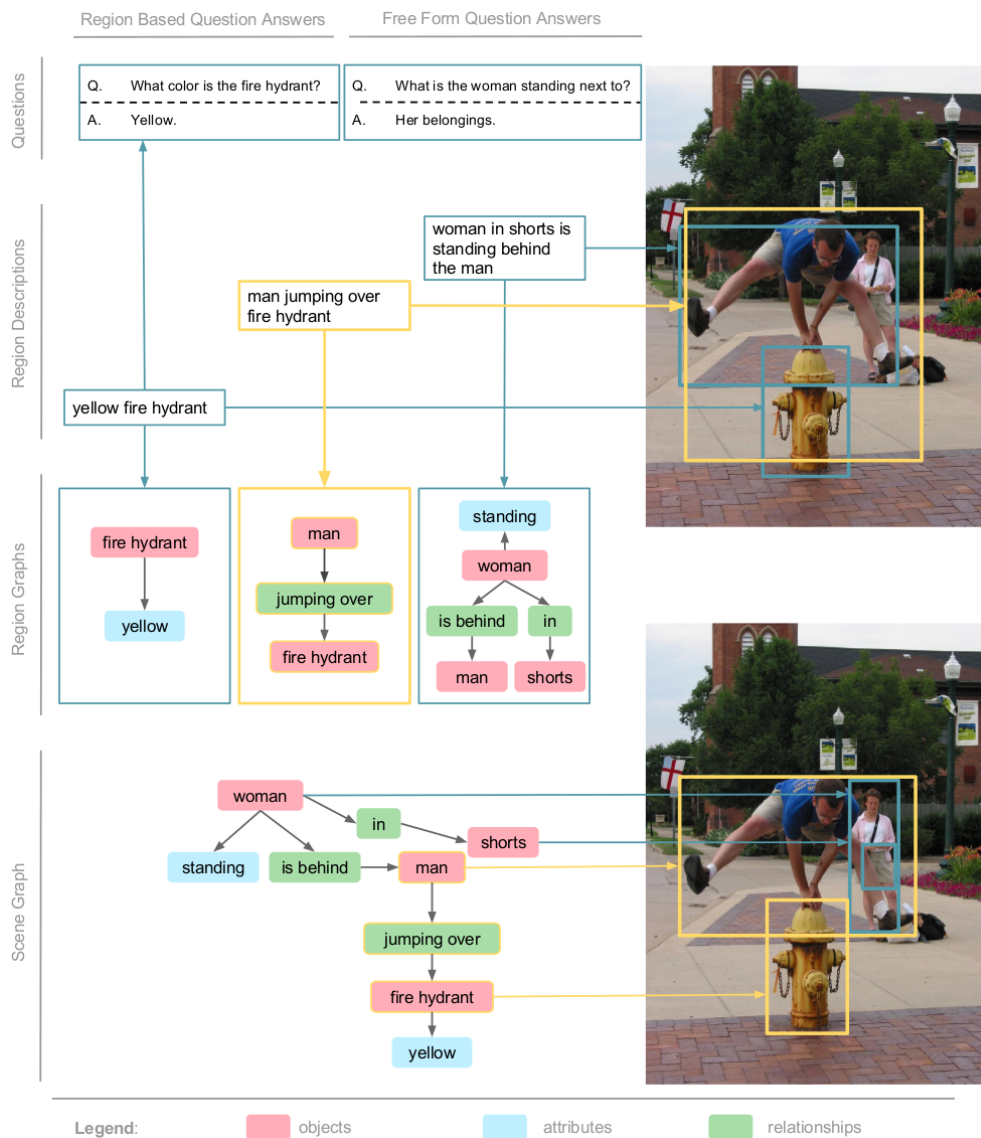 Region Based Question Answers
Free Form Question Answers
Questions
Q. What color is the fire hydrant?
A. Yellow.
Q. What is the woman standing next to?
A. Her belongings.
Region Descriptions
woman in shorts is
standing behind
the man
man jumping over
fire hydrant
yellow fire hydrant
Region Graphs
fire hydrant
yellow
man
jumping over
fire hydrant
standing
woman
is behind
in
man
shorts
Scene Graph
woman
in
shorts
standing
is behind
man
jumping over
fire hydrant
yellow
Legend:
objects
attributes
relationships